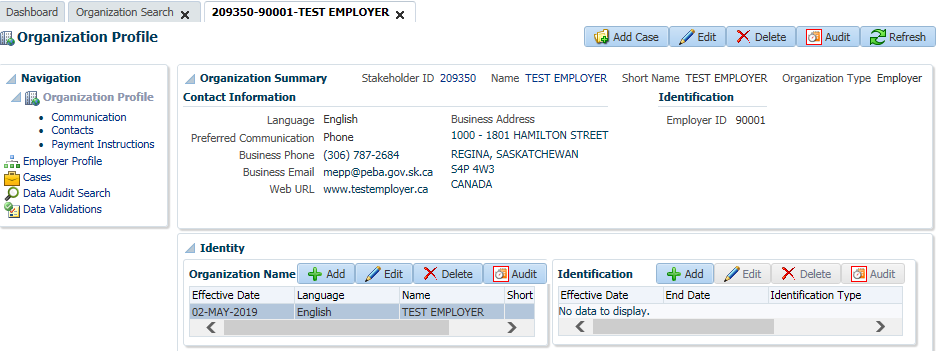 Dashboard Organization Search 209350-90001-TEST EMPLOYER
Organization Profile Add Case Edit Delete Audit Refresh
Navigation
Organization Profile
Communication
Contacts
Payment Instructions
Employer Profile
Cases
Data Audit Search
Data Validations
Organization Summary Stakeholder ID 209350 Name TEST EMPLOYER Short Name TEST EMPLOYER Organization Type Employer
Contact Information
Language English
Preferred Communication Phone
Business Phone (306) 787-2684
Business Email mepp@peba.gov.sk.ca
Web URL www.testemployer.ca
Business Address
1000 - 1801 HAMILTON STREET
REGINA, SASKATCHEWAN
S4P 4W3
CANADA
Identification
Employer ID 90001
Identity
Organization Name Add Edit Delete Audit
Effective Date Language Name Short
02-MAY-2019 English TEST EMPLOYER
Identification Add Edit Delete Audit
Effective Date End Date Identification Type
No data to display.